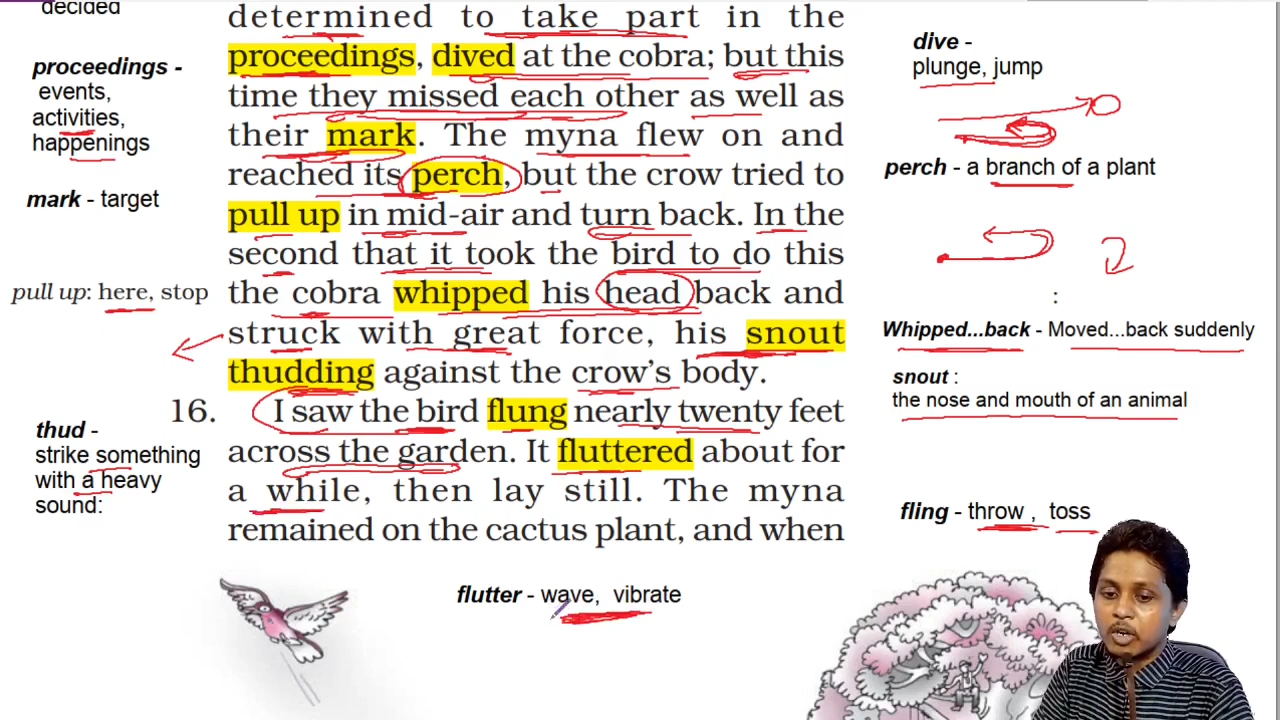 decided
proceedings -
events,
activities,
happenings
mark - target
pull up: here, stop
thud -
strike something
with a heavy
sound:
determined to take part in the
proceedings, dived at the cobra; but this
time they missed each other as well as
their mark. The myna flew on and
reached its perch, but the crow tried to
pull up in mid-air and turn back. In the
second that it took the bird to do this
the cobra whipped his head back and
struck with great force, his snout
thudding against the crow's body.
16. I saw the bird flung nearly twenty feet
across the garden. It fluttered about for
a while, then lay still. The myna
remained on the cactus plant, and when
flutter - wave, vibrate
dive -
plunge, jump
perch - a branch of a plant
:
Whipped...back - Moved...back suddenly
snout :
the nose and mouth of an animal
fling - throw , toss